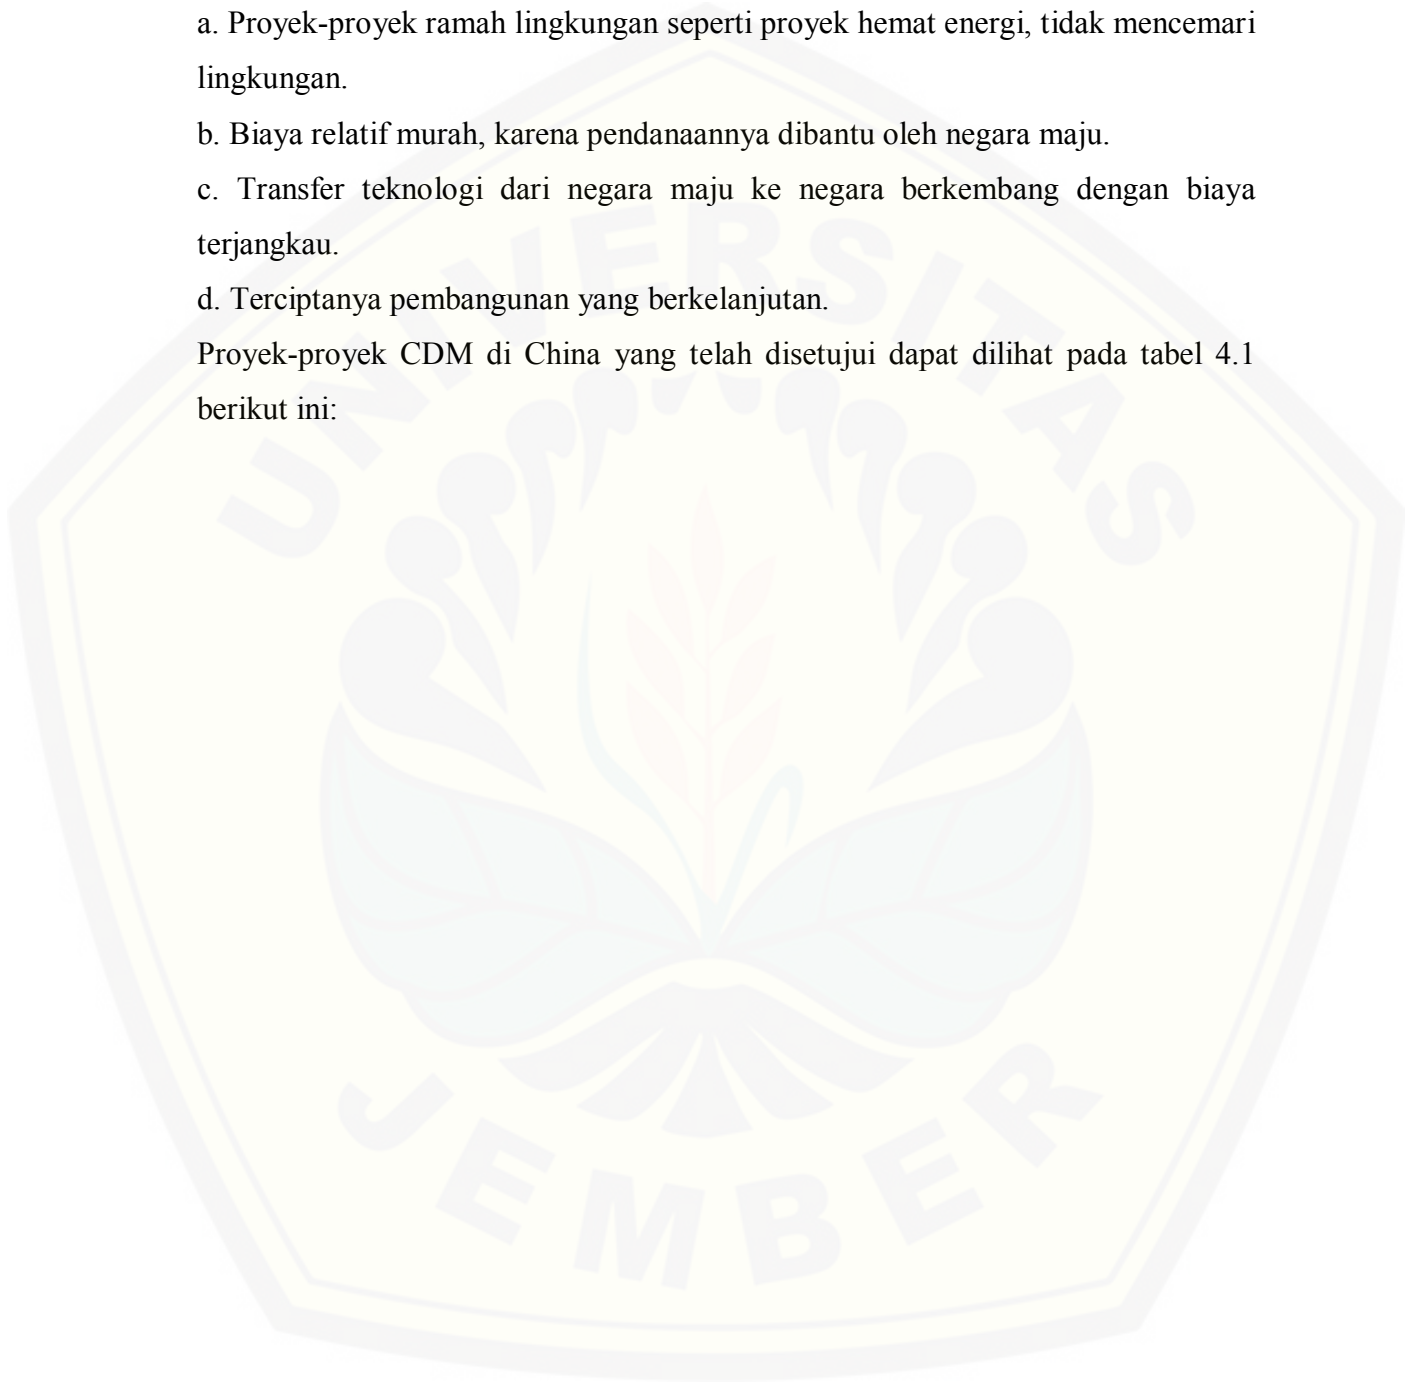 a. Proyek-proyek ramah lingkungan seperti proyek hemat energi, tidak mencemari
lingkungan.
b. Biaya relatif murah, karena pendanaannya dibantu oleh negara maju.
c. Transfer teknologi dari negara maju ke negara berkembang dengan biaya
terjangkau.
d. Terciptanya pembangunan yang berkelanjutan.
Proyek-proyek CDM di China yang telah disetujui dapat dilihat pada tabel 4.1
berikut ini:
UNIVERSITAS
JEMBER